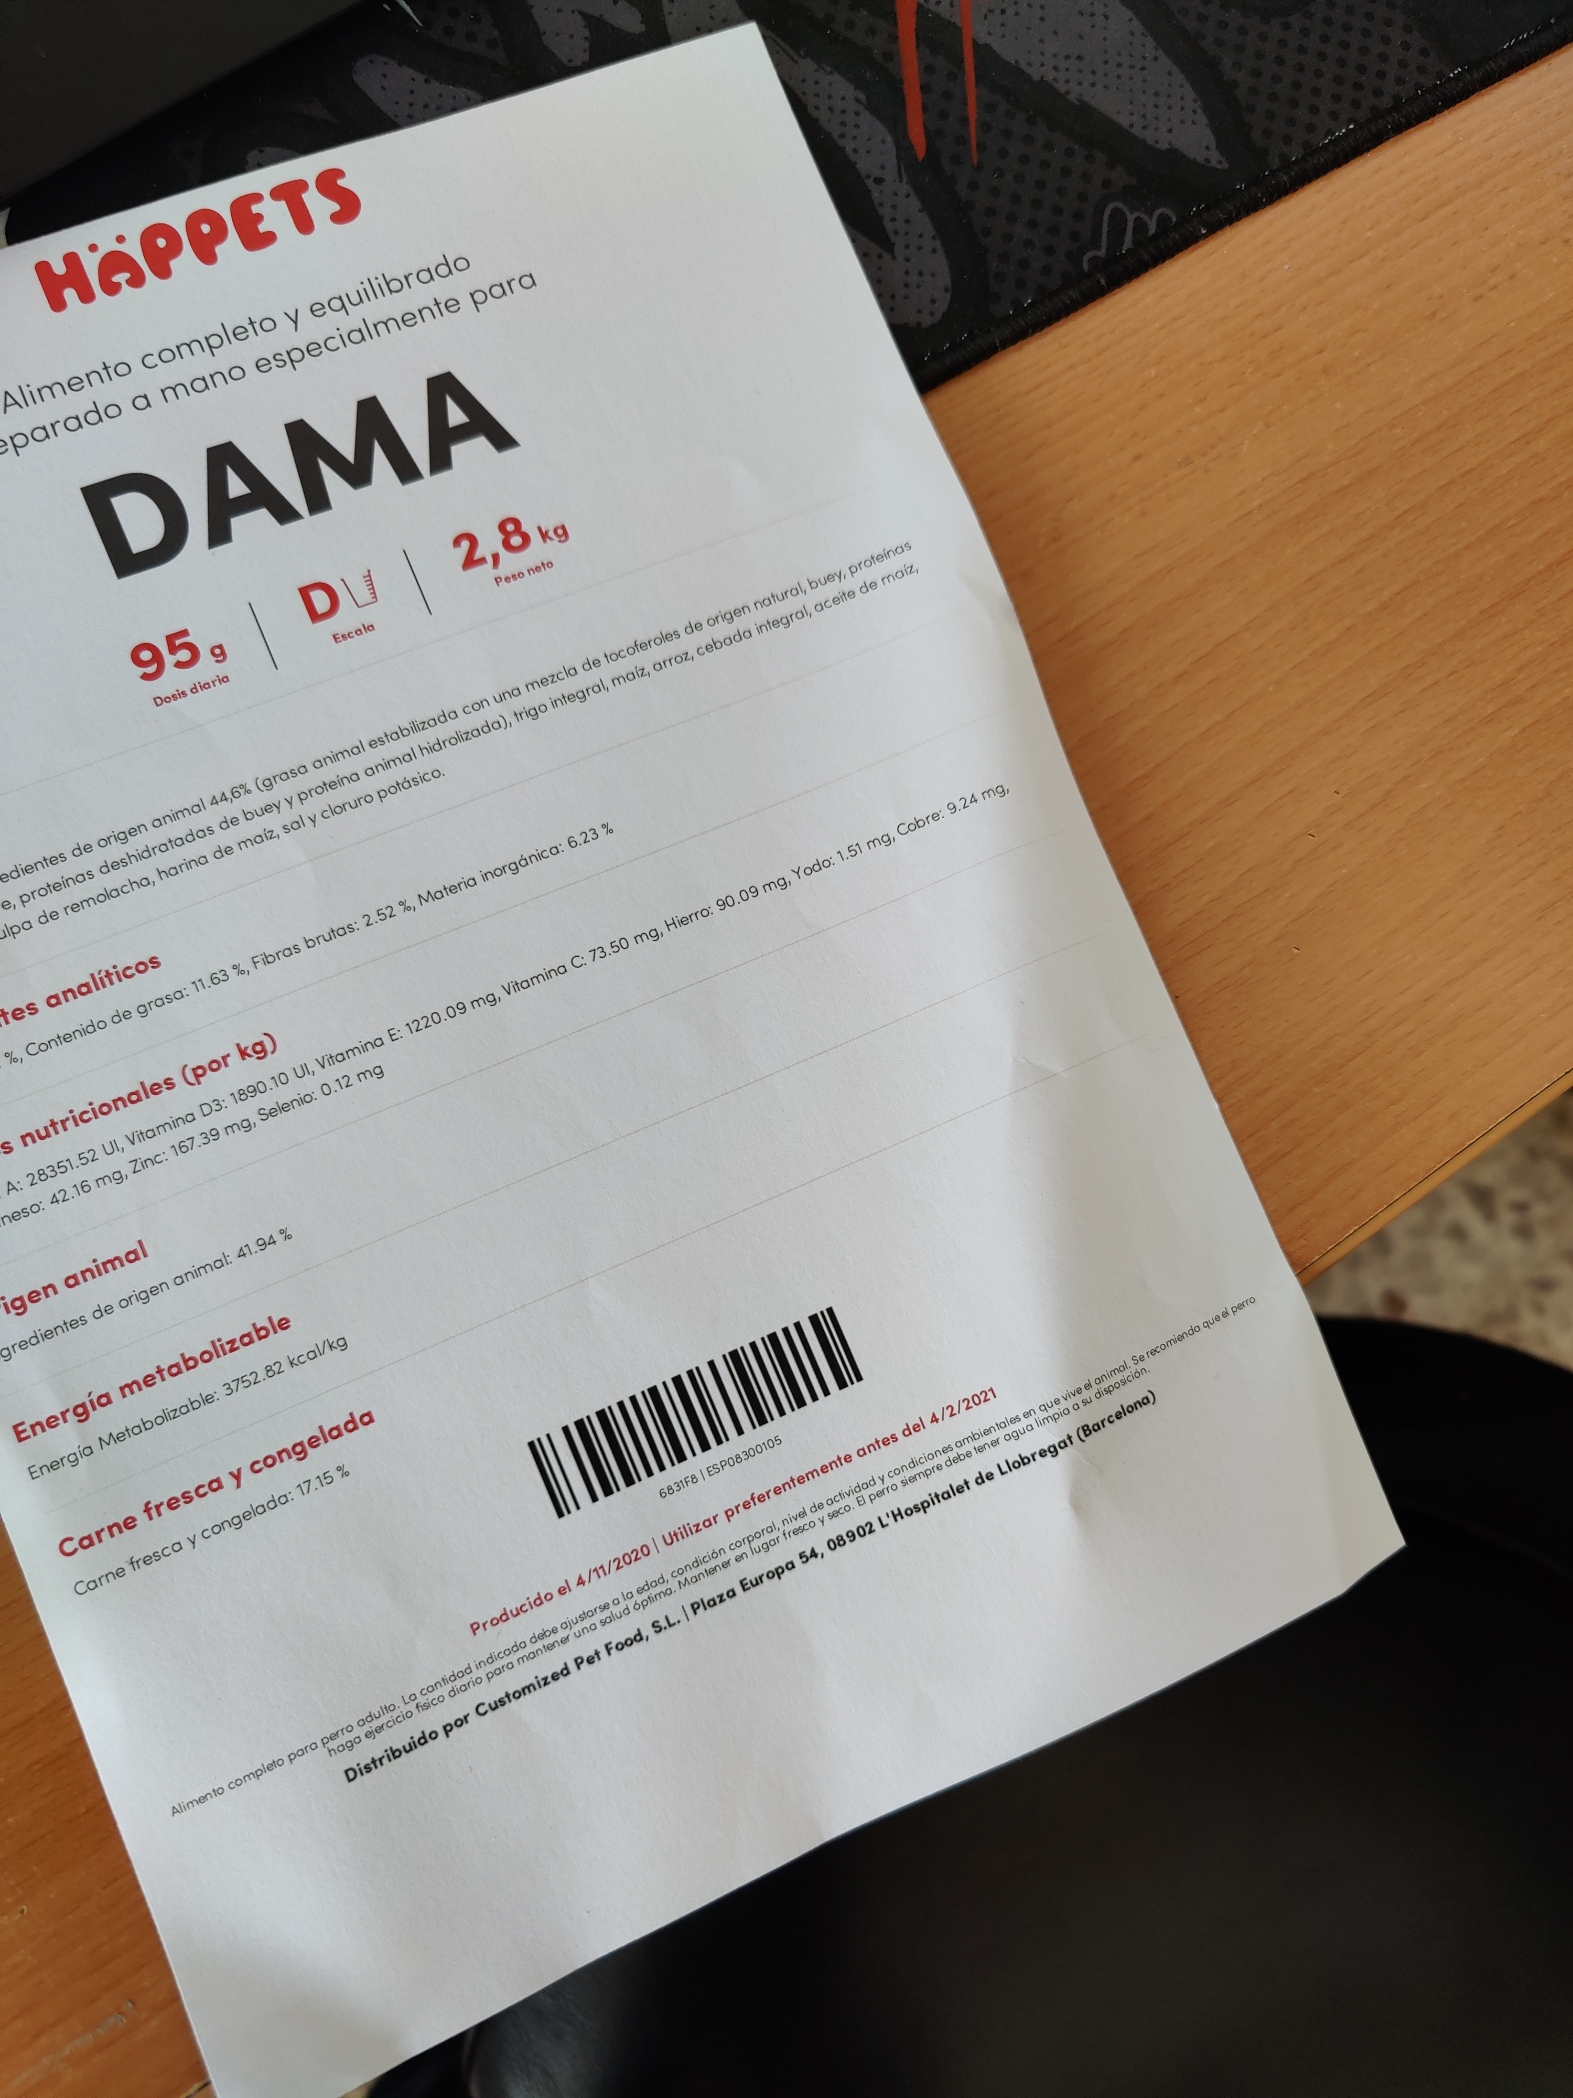 HÄPPETS
Alimento completo y equilibrado
eparado a mano especialmente para
DAMA
95 g
Dosis diaria
D
Escala
2,8 kg
Peso neto
edientes de origen animal 44,6% (grasa animal estabilizada con una mezcla de tocoferoles de origen natural, buey, proteínas
e, proteínas deshidratadas de buey y proteína animal hidrolizada), trigo integral, maíz, arroz, cebada integral, aceite de maíz,
ulpa de remolacha, harina de maíz, sal y cloruro potásico.
tes analíticos
%, Contenido de grasa: 11.63 %, Fibras brutas: 2.52 %, Materia inorgánica: 6.23 %
s nutricionales (por kg)
A: 28351.52 UI, Vitamina D3: 1890.10 UI, Vitamina E: 1220.09 mg, Vitamina C: 73.50 mg, Hierro: 90.09 mg, Yodo: 1.51 mg, Cobre: 9.24 mg,
neso: 42.16 mg, Zinc: 167.39 mg, Selenio: 0.12 mg
igen animal
gredientes de origen animal: 41.94 %
Energía metabolizable
Energía Metabolizable: 3752.82 kcal/kg
Carne fresca y congelada
Carne fresca y congelada: 17.15 %
6831F8 | ESP08300105
Producido el 4/11/2020 | Utilizar preferentemente antes del 4/2/2021
Alimento completo para perro adulto. La cantidad indicada debe ajustarse a la edad, condición corporal, nivel de actividad y condiciones ambientales en que vive el animal. Se recomienda que el perro
haga ejercicio físico diario para mantener una salud óptima. Mantener en lugar fresco y seco. El perro siempre debe tener agua limpia a su disposición.
Distribuido por Customized Pet Food, S.L. | Plaza Europa 54, 08902 L'Hospitalet de Llobregat (Barcelona)